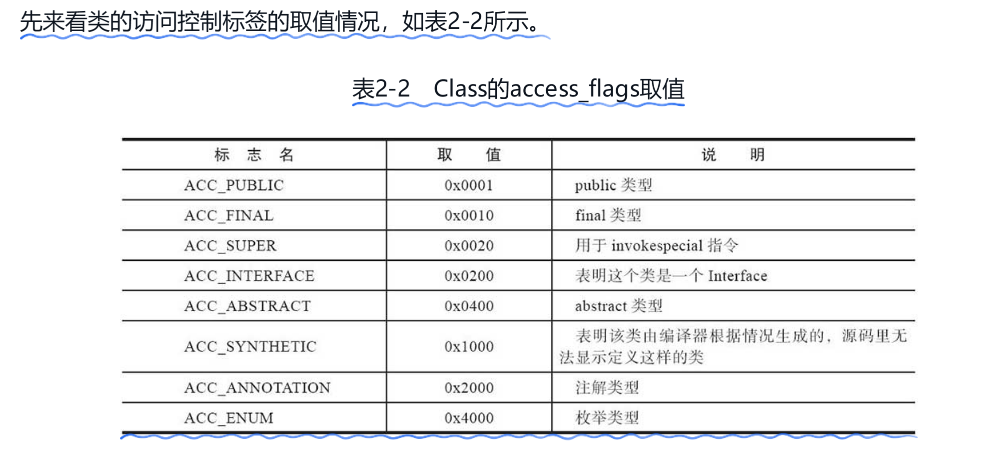 先来看类的访问控制标签的取值情况，如表2-2所示。
表2-2 Class的access_flags取值
标 志 名 取 值 说 明
ACC_PUBLIC 0x0001 public 类型
ACC_FINAL 0x0010 final 类型
ACC_SUPER 0x0020 用于 invokespecial 指令
ACC_INTERFACE 0x0200 表明这个类是一个 Interface
ACC_ABSTRACT 0x0400 abstract 类型
ACC_SYNTHETIC 0x1000 表明该类由编译器根据情况生成的，源码里无
法显示定义这样的类
ACC_ANNOTATION 0x2000 注解类型
ACC_ENUM 0x4000 枚举类型